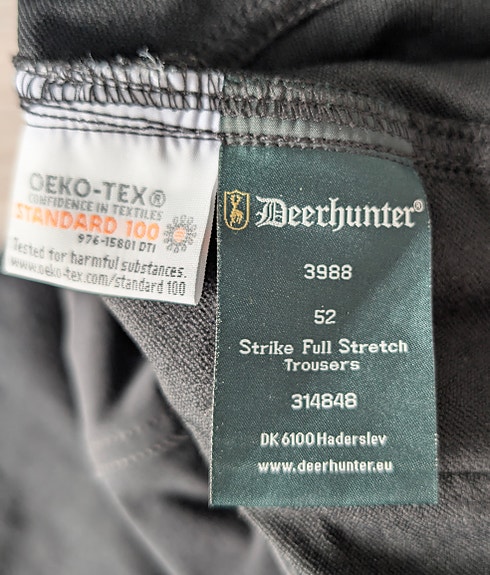 OEKO-TEX®
CONFIDENCE IN TEXTILES
STANDARD 100
976-15801 DTI
Tested for harmful substances.
www.oeko-tex.com/standard 100
Deerhunter®
3988
52
Strike Full Stretch
Trousers
314848
DK 6100 Haderslev
www.deerhunter.eu